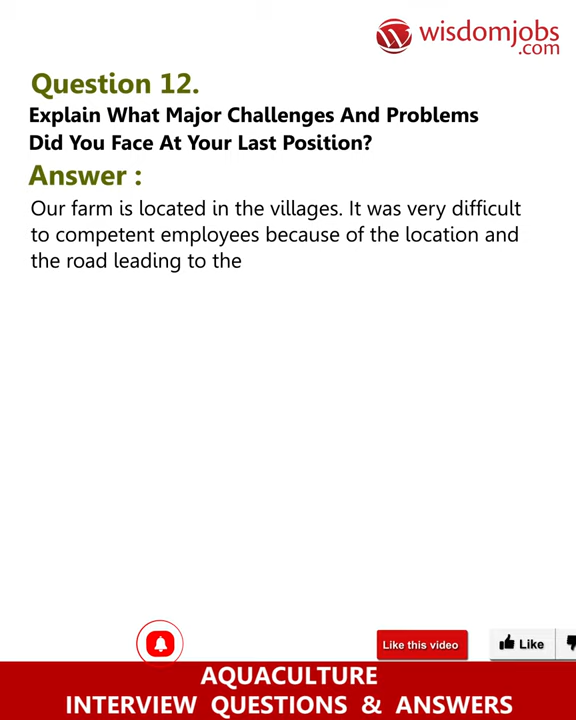 wisdomjobs
.com
Question 12.
Explain What Major Challenges And Problems
Did You Face At Your Last Position?
Answer :
Our farm is located in the villages. It was very difficult
to competent employees because of the location and
the road leading to the
Like this video
Like
AQUACULTURE
INTERVIEW QUESTIONS & ANSWERS